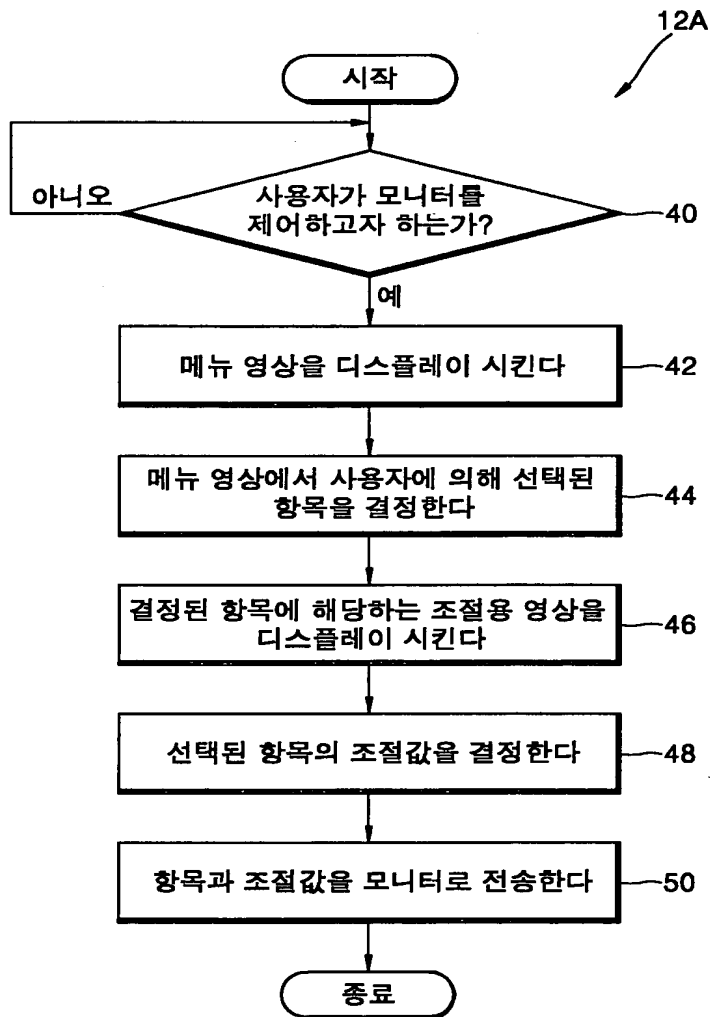 12A
시작
아니오
사용자가 모니터를
제어하고자 하는가?
40
예
메뉴 영상을 디스플레이 시킨다
42
메뉴 영상에서 사용자에 의해 선택된
항목을 결정한다
44
결정된 항목에 해당하는 조절용 영상을
디스플레이 시킨다
46
선택된 항목의 조절값을 결정한다
48
항목과 조절값을 모니터로 전송한다
50
종료